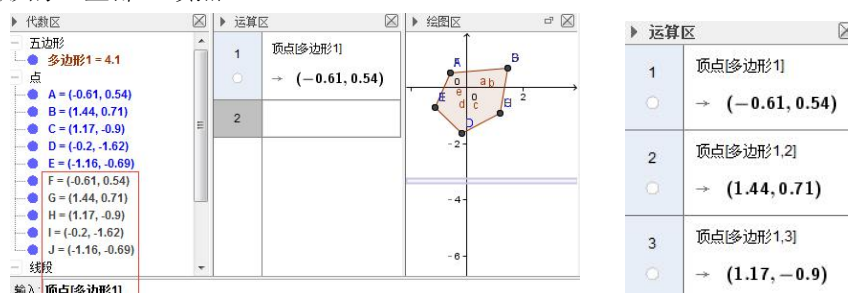 代数区
五边形
多边形1 = 4.1
点
A = (-0.61, 0.54)
B = (1.44, 0.71)
C = (1.17, -0.9)
D = (-0.2, -1.62)
E = (-1.16, -0.69)
F = (-0.61, 0.54)
G = (1.44, 0.71)
H = (1.17, -0.9)
I = (-0.2, -1.62)
J = (-1.16, -0.69)
线段
输入: 顶点[多边形1]
运算区
1 顶点[多边形1]
→ (−0.61, 0.54)
2
绘图区
A
B
a b
E
e
d c
D
0
2
-2
-4
-6
运算区
1 顶点[多边形1]
→ (−0.61, 0.54)
2 顶点[多边形1,2]
→ (1.44, 0.71)
3 顶点[多边形1,3]
→ (1.17, −0.9)